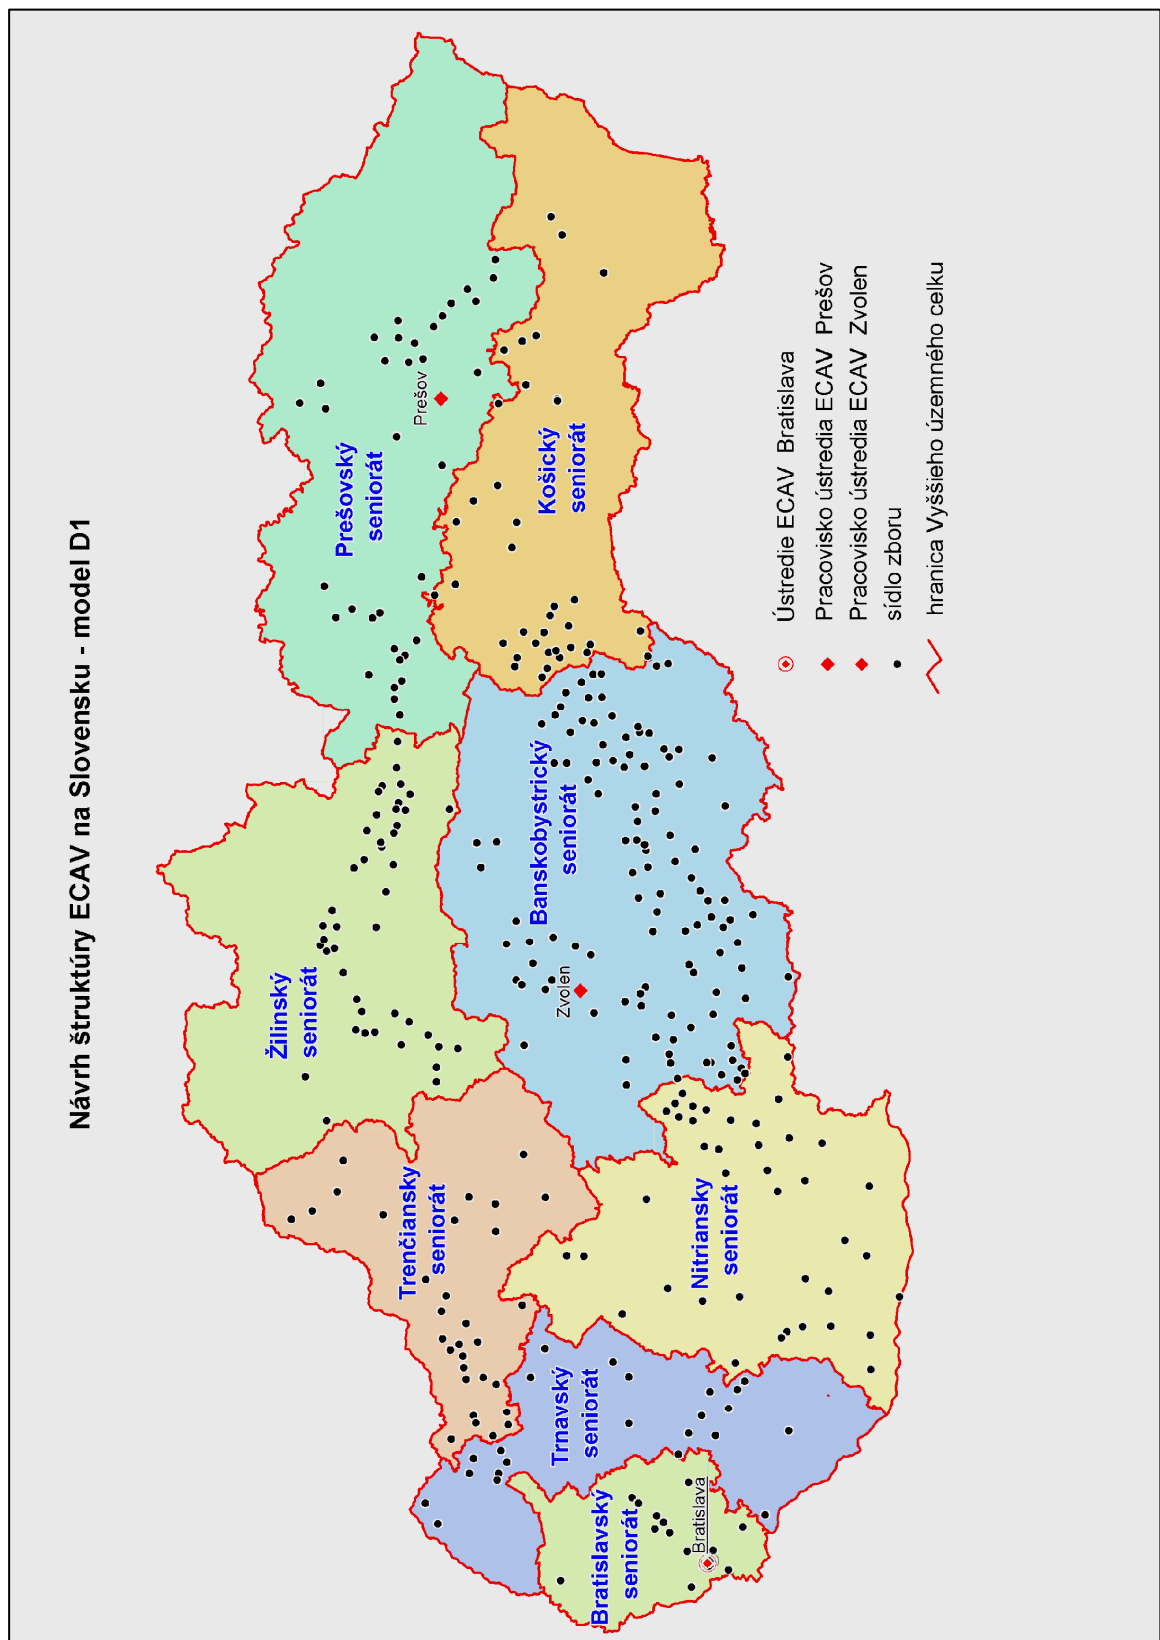 Návrh štruktúry ECAV na Slovensku - model D1
Žilinský
seniorát
Prešovský
seniorát
Prešov
Trenčiansky
seniorát
Banskobystrický
seniorát
Zvolen
Košický
seniorát
Trnavský
seniorát
Nitriansky
seniorát
Bratislavský
seniorát
Bratislava
Ústredie ECAV Bratislava
Pracovisko ústredia ECAV Prešov
Pracovisko ústredia ECAV Zvolen
sídlo zboru
hranica Vyššieho územného celku